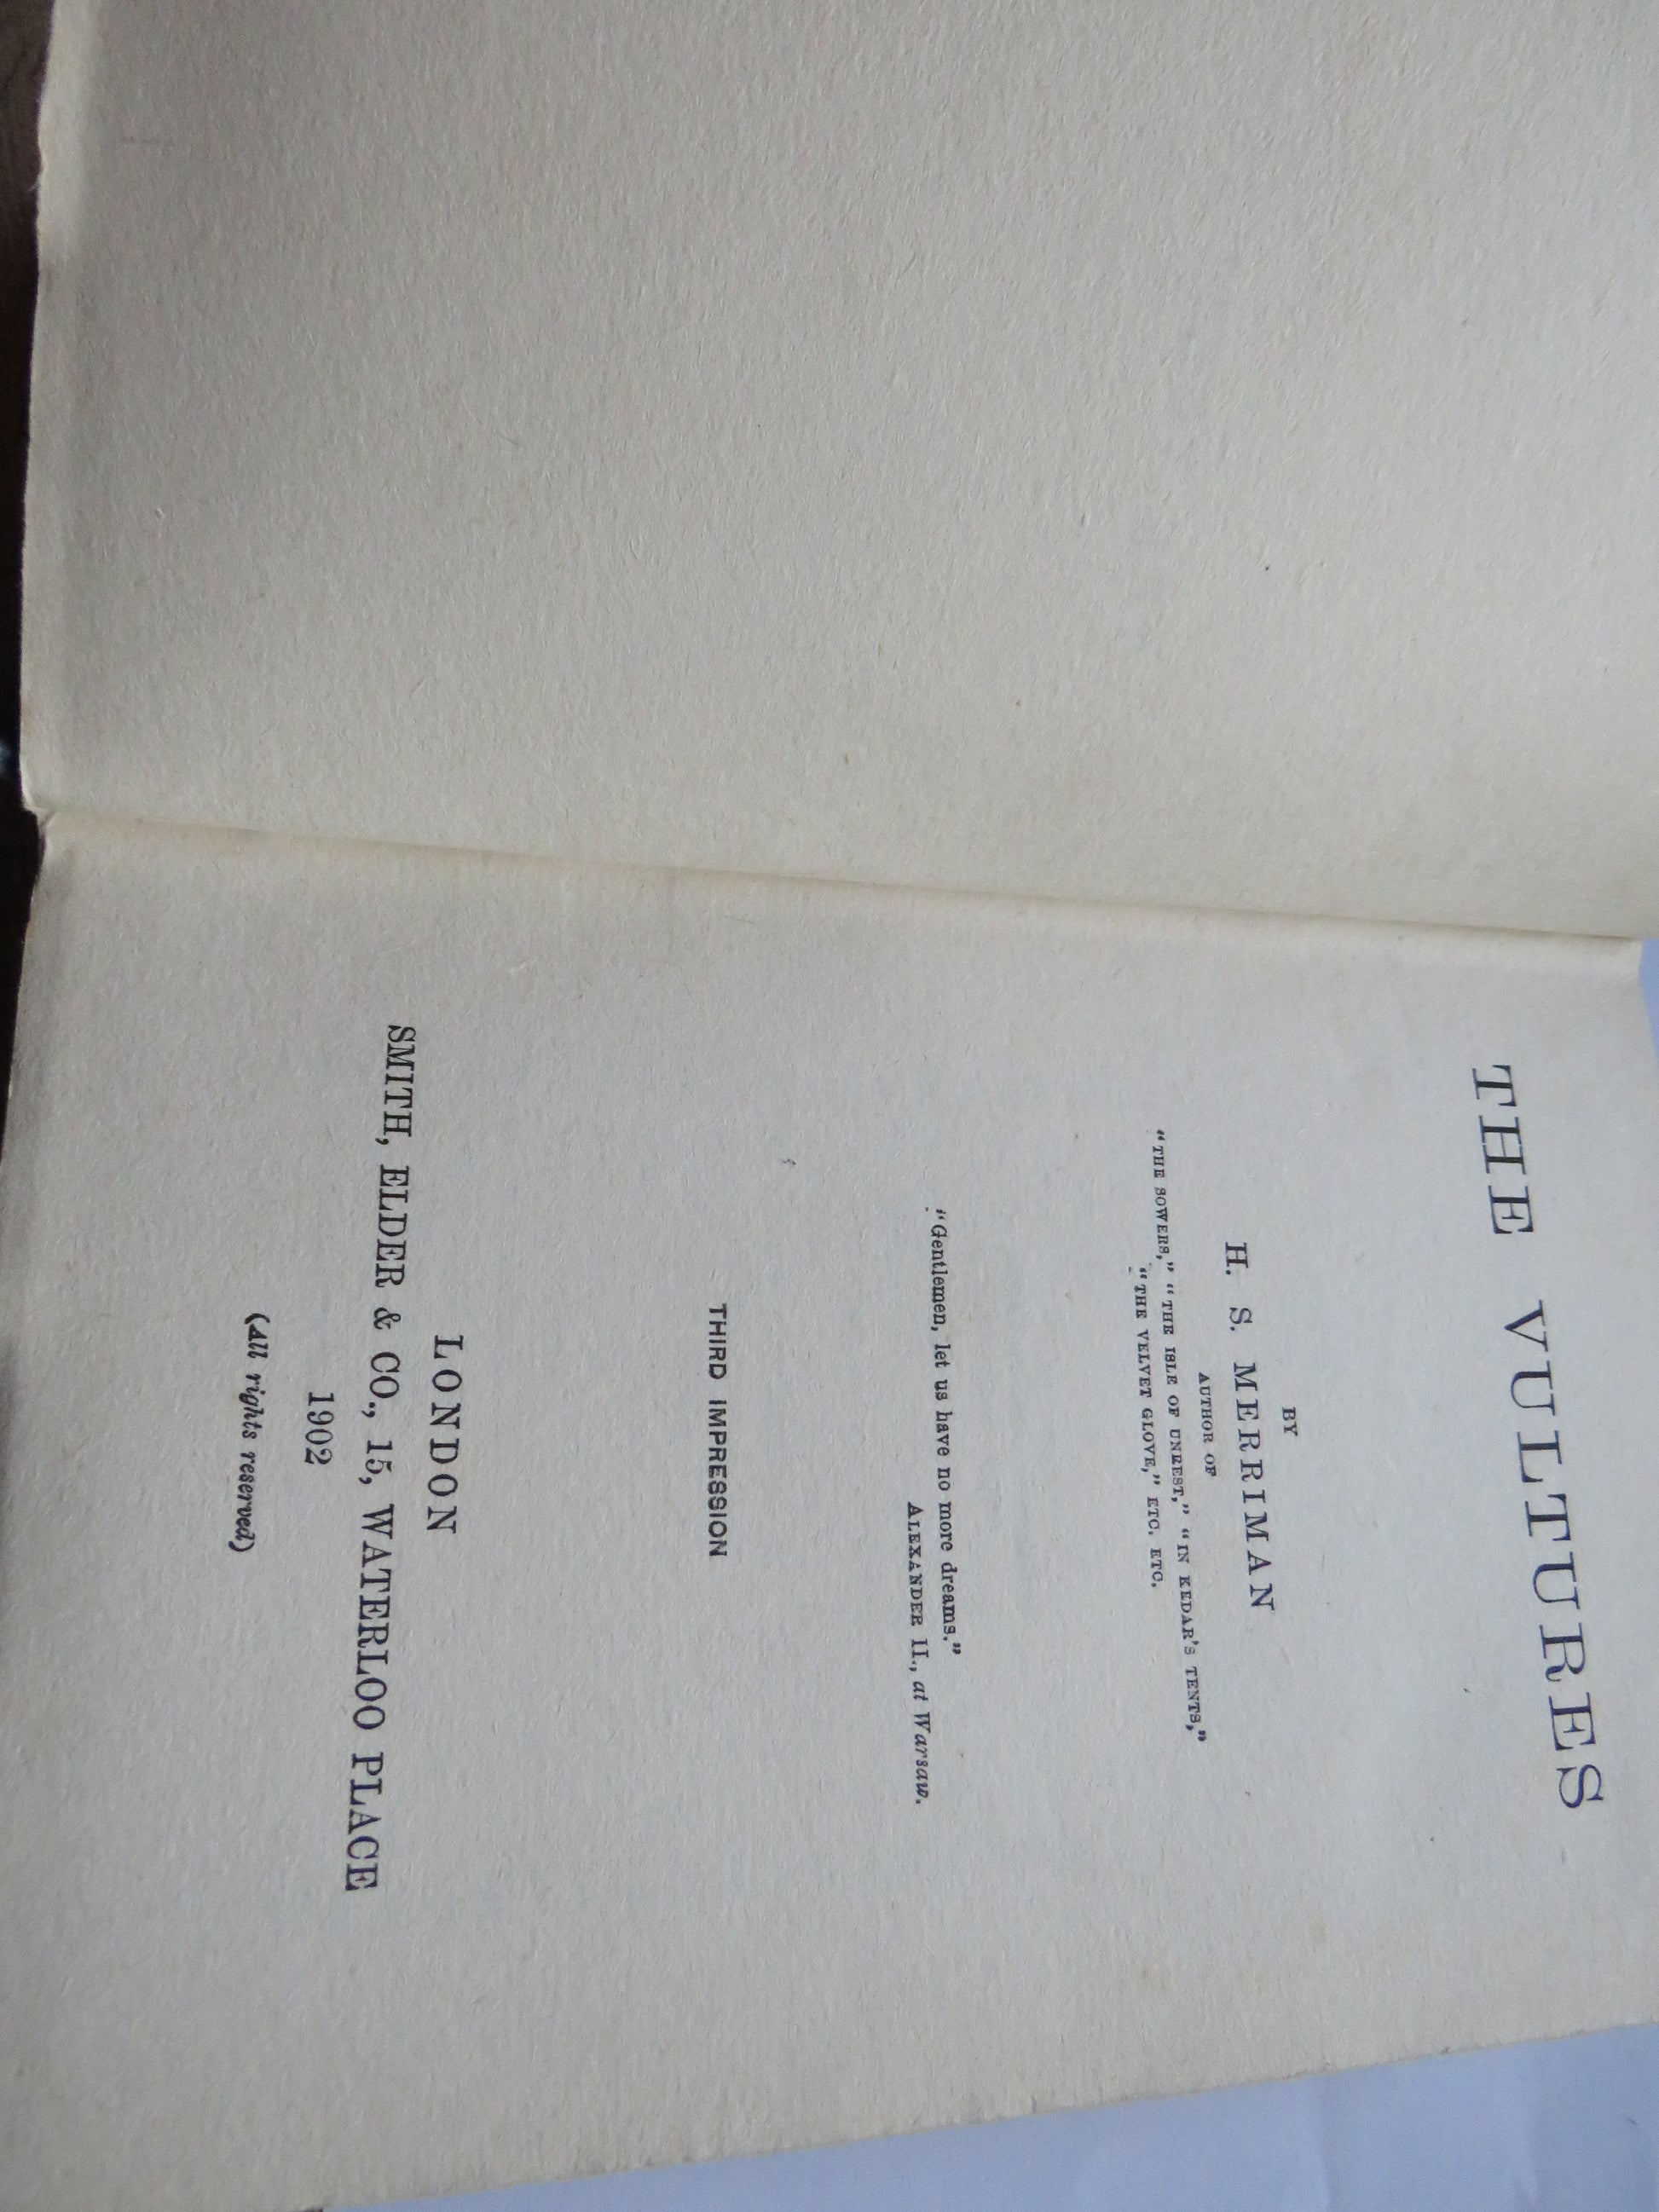 THE VULTURES
BY
H. S. MERRIMAN
AUTHOR OF
"THE SOWERS," "THE ISLE OF UNREST," "IN KEDAR'S TENTS,"
"THE VELVET GLOVE," ETC. ETC.
"Gentlemen, let us have no more dreams."
ALEXANDER II., at Warsaw.
THIRD IMPRESSION
LONDON
SMITH, ELDER & CO., 15, WATERLOO PLACE
1902
(All rights reserved)